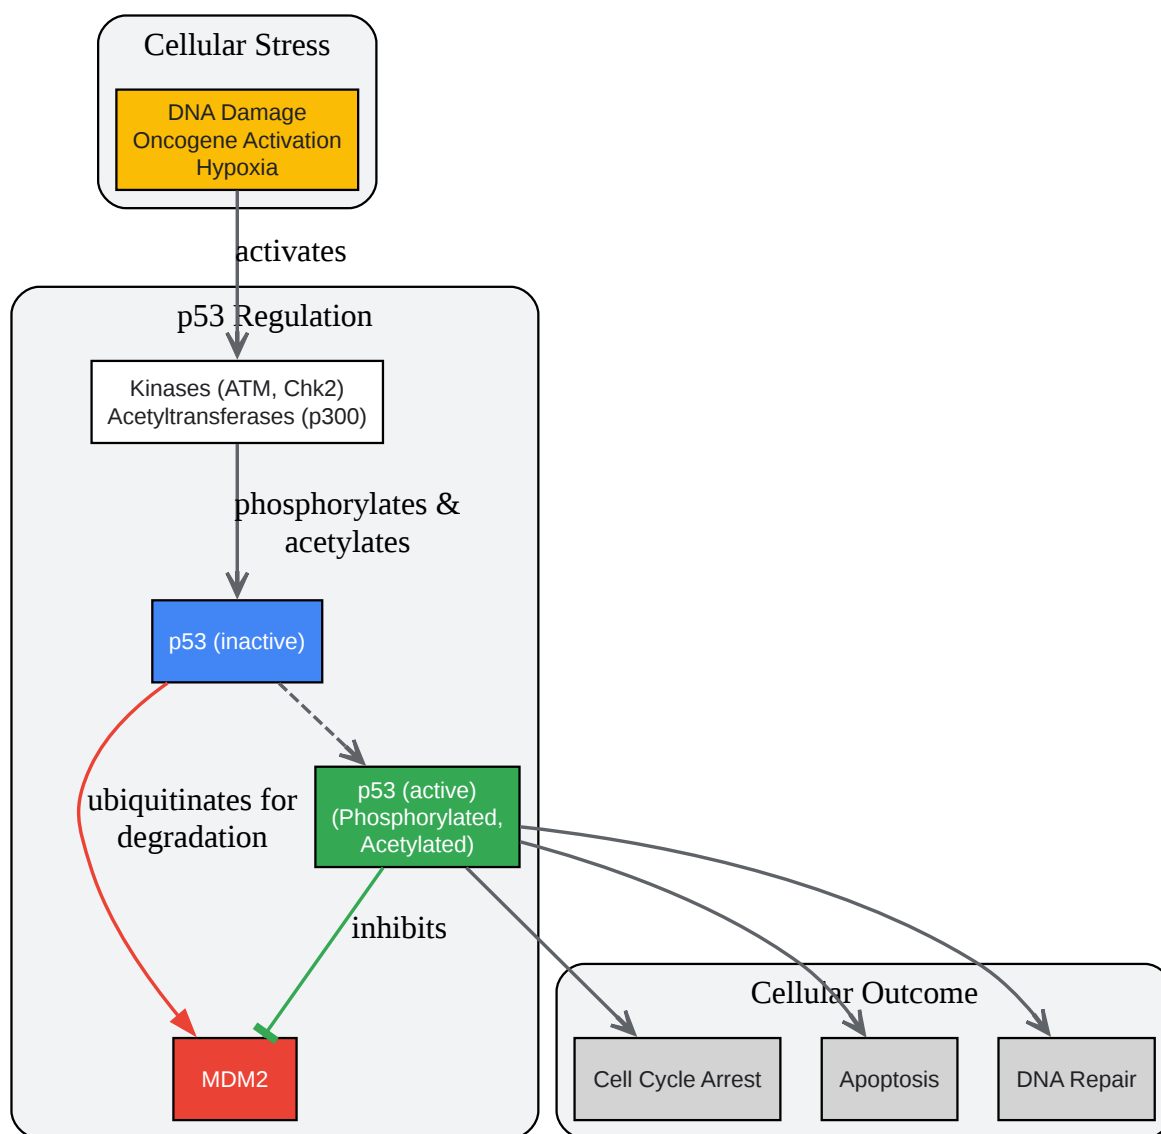 Cellular Stress
DNA Damage
Oncogene Activation
Hypoxia
activates
p53 Regulation
Kinases (ATM, Chk2)
Acetyltransferases (p300)
phosphorylates &
acetylates
p53 (inactive)
ubiquitinates for
degradation
p53 (active)
(Phosphorylated,
Acetylated)
inhibits
MDM2
Cellular Outcome
Cell Cycle Arrest
Apoptosis
DNA Repair